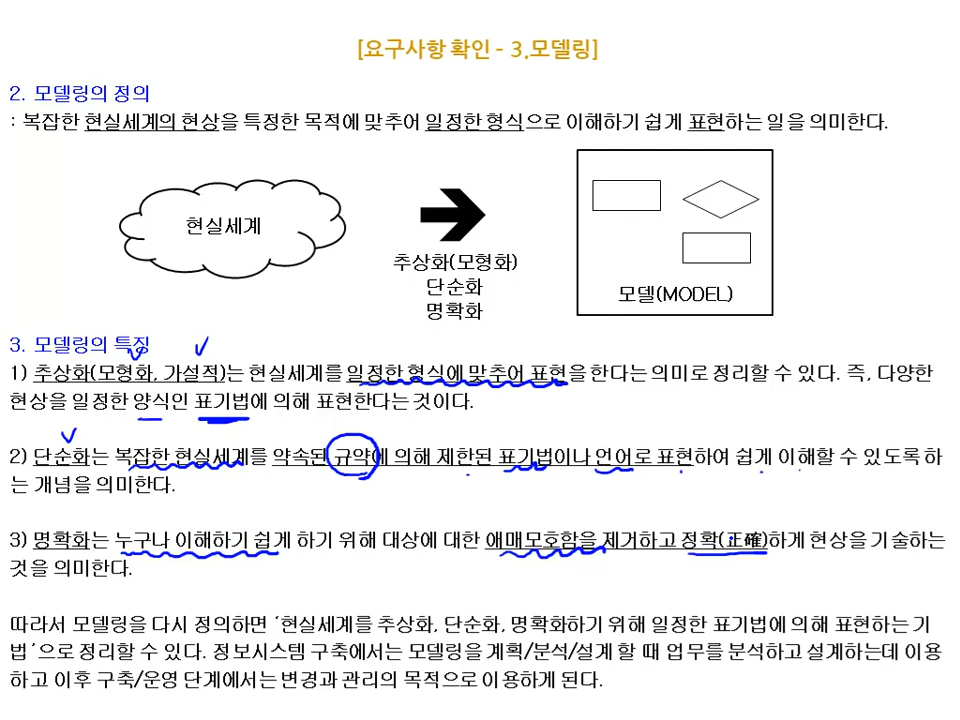 [요구사항 확인 - 3.모델링]
2. 모델링의 정의
: 복잡한 현실세계의 현상을 특정한 목적에 맞추어 일정한 형식으로 이해하기 쉽게 표현하는 일을 의미한다.
현실세계
추상화(모형화)
단순화
명확화
모델(MODEL)
3. 모델링의 특징
1) 추상화(모형화, 가설적)는 현실세계를 일정한 형식에 맞추어 표현을 한다는 의미로 정리할 수 있다. 즉, 다양한
현상을 일정한 양식인 표기법에 의해 표현한다는 것이다.
2) 단순화는 복잡한 현실세계를 약속된 규약에 의해 제한된 표기법이나 언어로 표현하여 쉽게 이해할 수 있도록 하
는 개념을 의미한다.
3) 명확화는 누구나 이해하기 쉽게 하기 위해 대상에 대한 애매모호함을 제거하고 정확(正確)하게 현상을 기술하는
것을 의미한다.
따라서 모델링을 다시 정의하면 ´현실세계를 추상화, 단순화, 명확화하기 위해 일정한 표기법에 의해 표현하는 기
법´으로 정리할 수 있다. 정보시스템 구축에서는 모델링을 계획/분석/설계 할 때 업무를 분석하고 설계하는데 이용
하고 이후 구축/운영 단계에서는 변경과 관리의 목적으로 이용하게 된다.